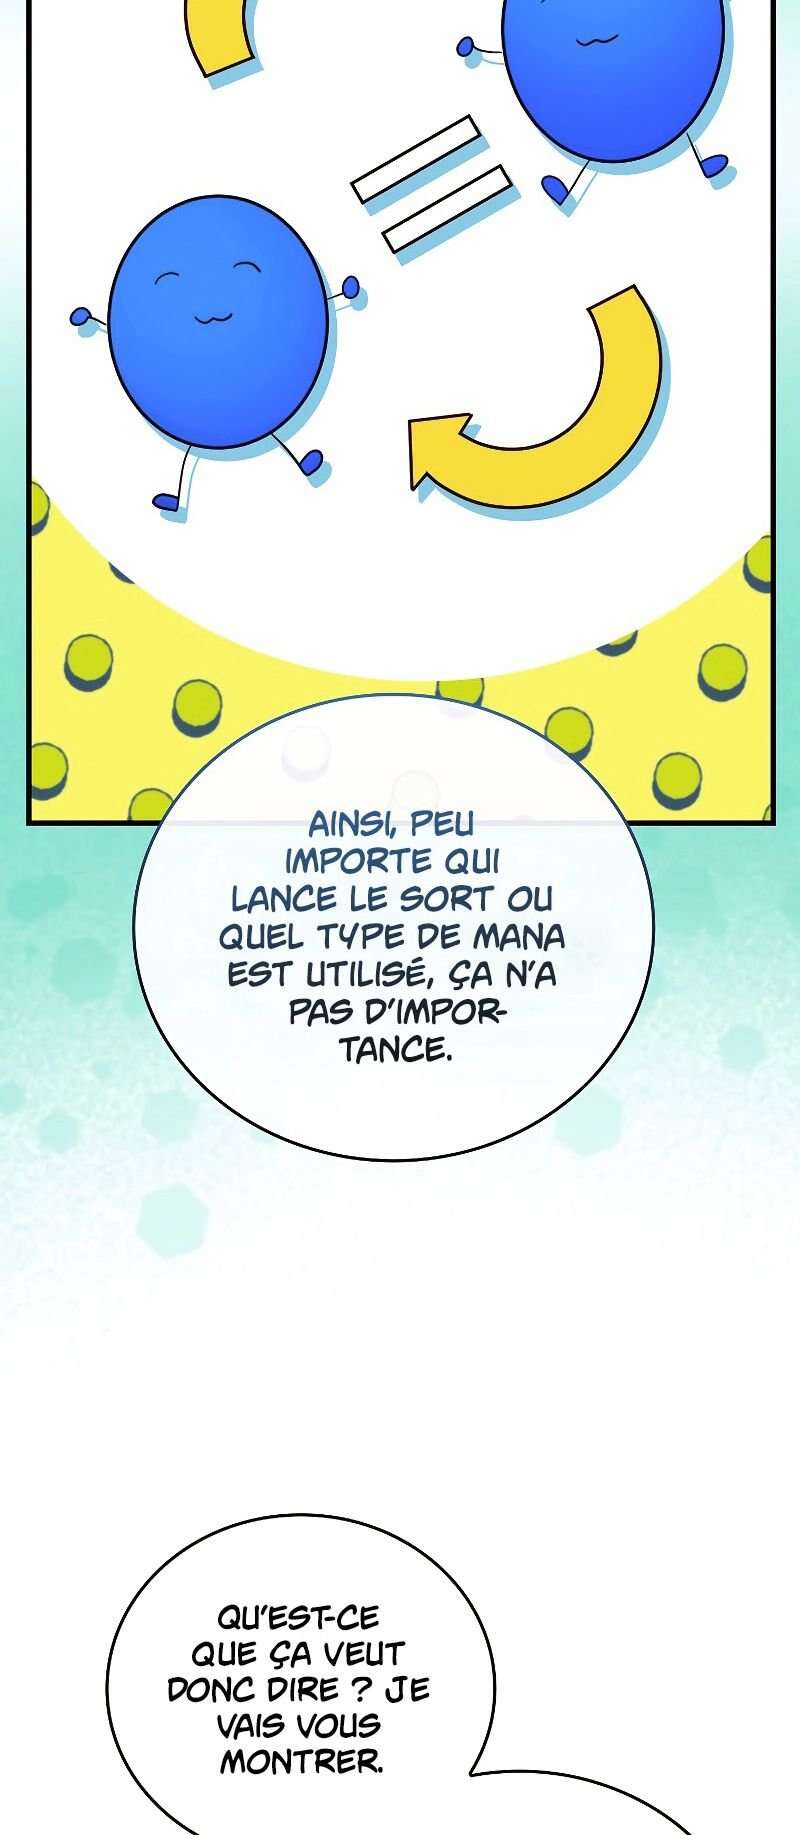 AINSI, PEU
IMPORTE QUI
LANCE LE SORT OU
QUEL TYPE DE MANA
EST UTILISÉ, ÇA N'A
PAS D'IMPOR-
TANCE.
QU'EST-CE
QUE ÇA VEUT
DONC DIRE ? JE
VAIS VOUS
MONTRER.